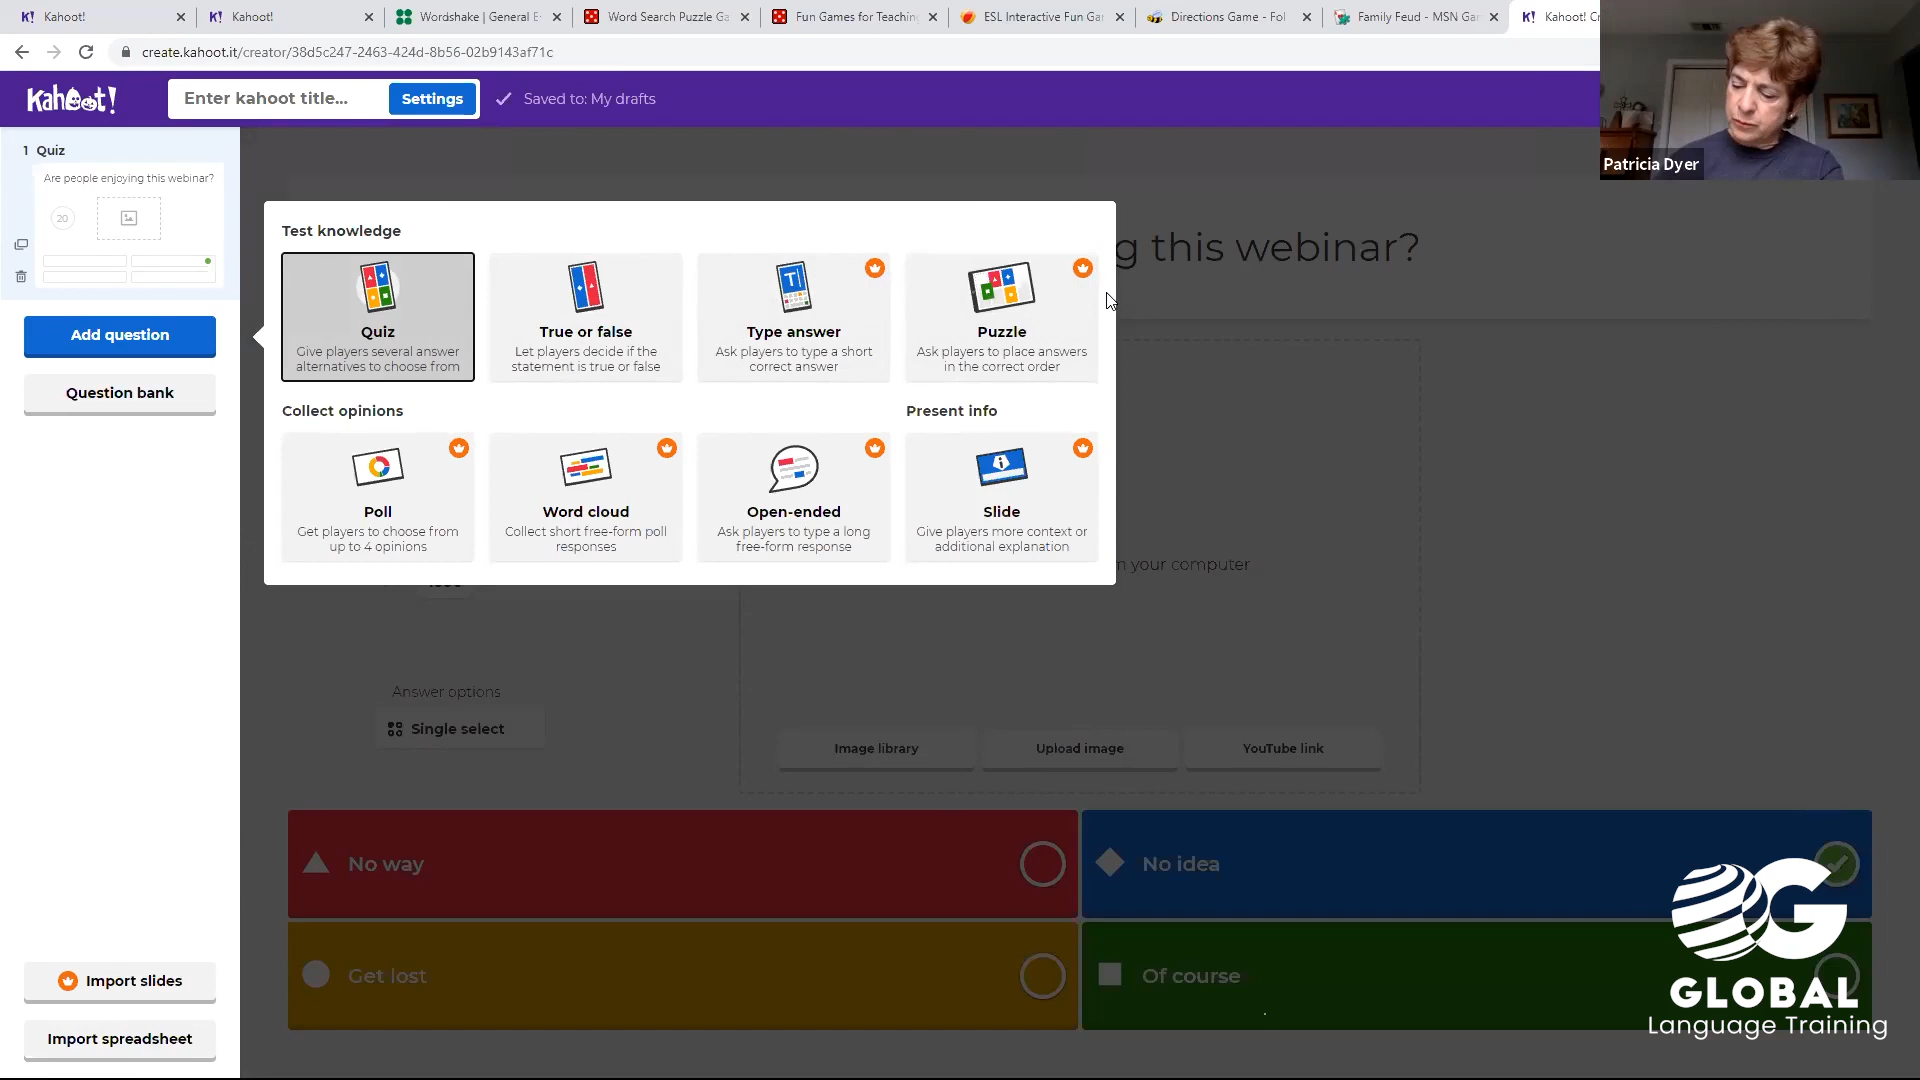 Kahoot!
Kahoot!
Wordshake | General E
Word Search Puzzle Ga
Fun Games for Teaching
ESL Interactive Fun Gar
Directions Game - Fol
Family Feud - MSN Gar
Kahoot! Cr
create.kahoot.it/creator/38d5c247-2463-424d-8b56-02b9143af71c
Kahoot!
Enter kahoot title...
Settings
Saved to: My drafts
Patricia Dyer
1 Quiz
Are people enjoying this webinar?
20
Add question
Question bank
Import slides
Import spreadsheet
g this webinar?
Test knowledge
Quiz
Give players several answer
alternatives to choose from
True or false
Let players decide if the
statement is true or false
Type answer
Ask players to type a short
correct answer
Puzzle
Ask players to place answers
in the correct order
Collect opinions
Present info
Poll
Get players to choose from
up to 4 opinions
Word cloud
Collect short free-form poll
responses
Open-ended
Ask players to type a long
free-form response
Slide
Give players more context or
additional explanation
your computer
Answer options
Single select
Image library
Upload image
YouTube link
No way
No idea
Get lost
Of course
G
GLOBAL
Language Training